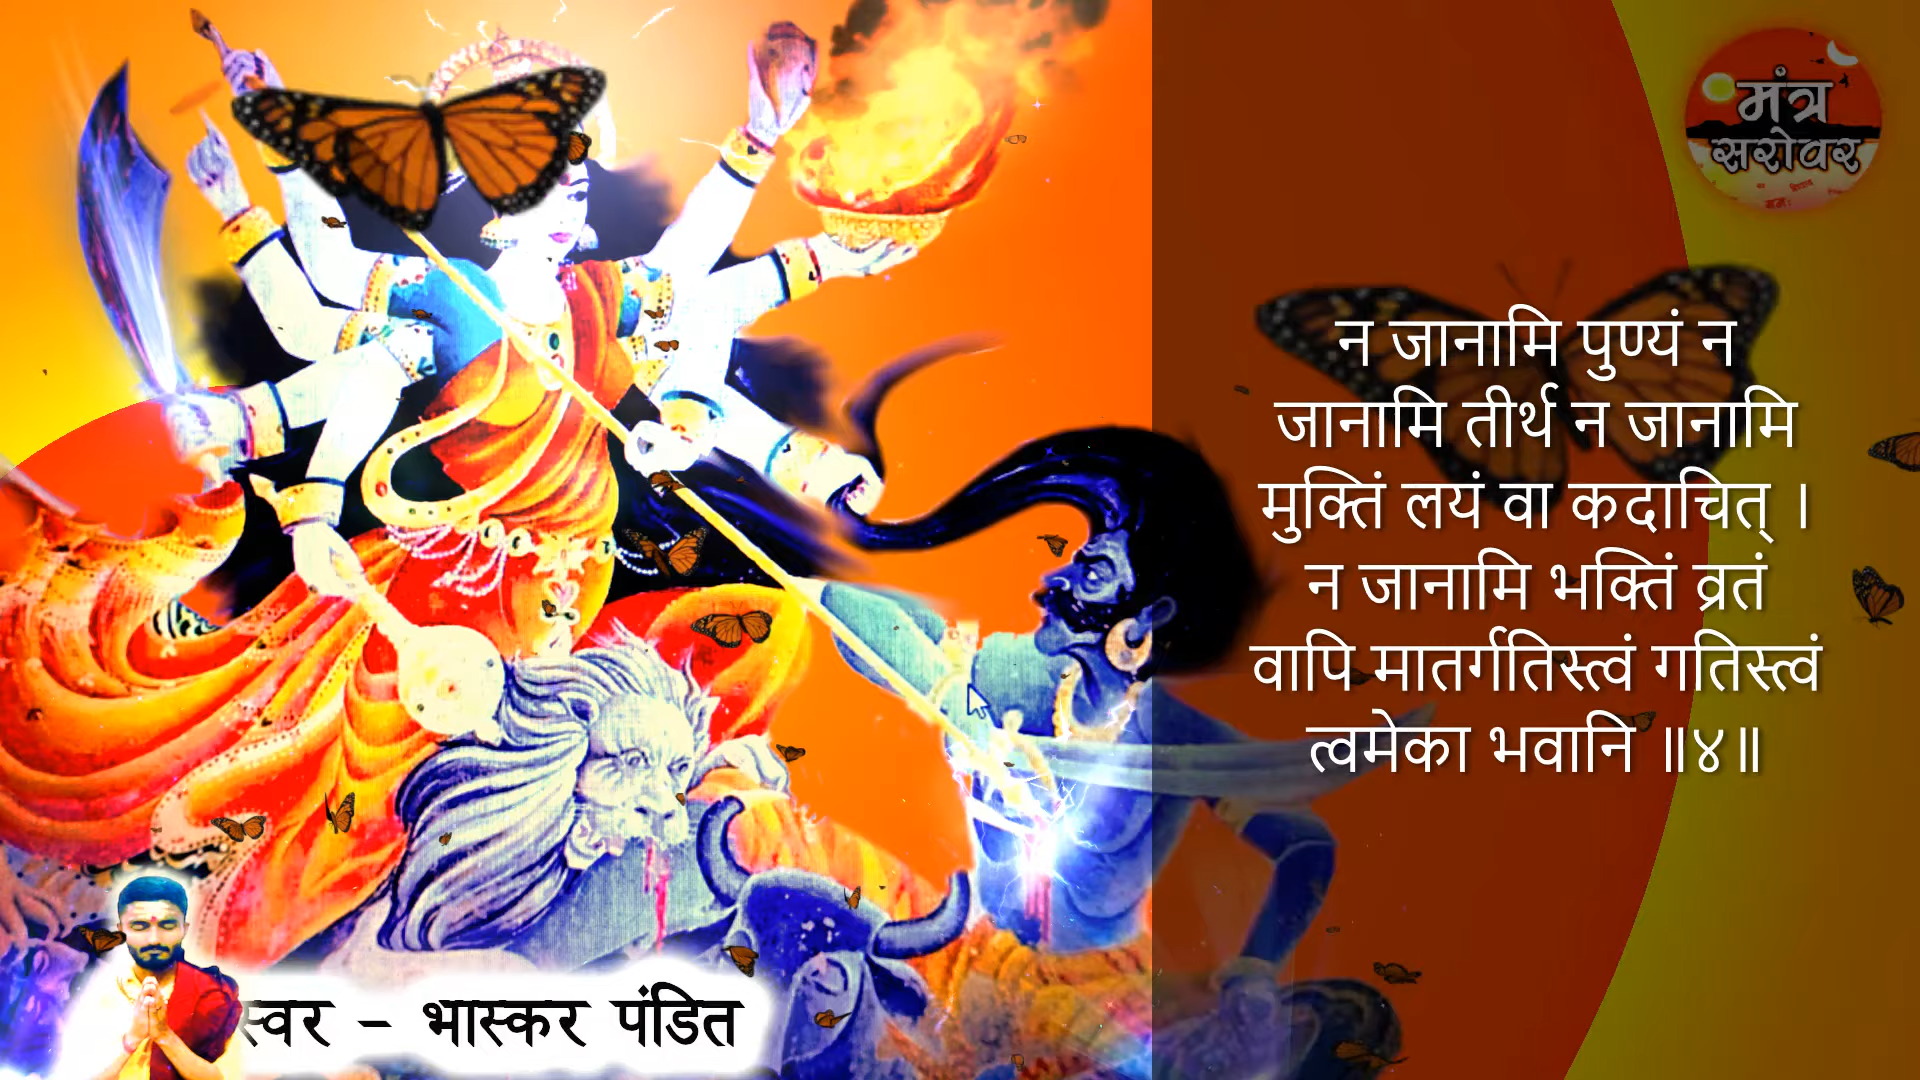 मंत्र
सरोवर
न जानामि पुण्यं न
जानामि तीर्थ न जानामि
मुक्तिं लयं वा कदाचित् ।
न जानामि भक्तिं व्रतं
वापि मातर्गतिस्त्वं गतिस्त्वं
त्वमेका भवानि ॥४॥
स्वर – भास्कर पंडित